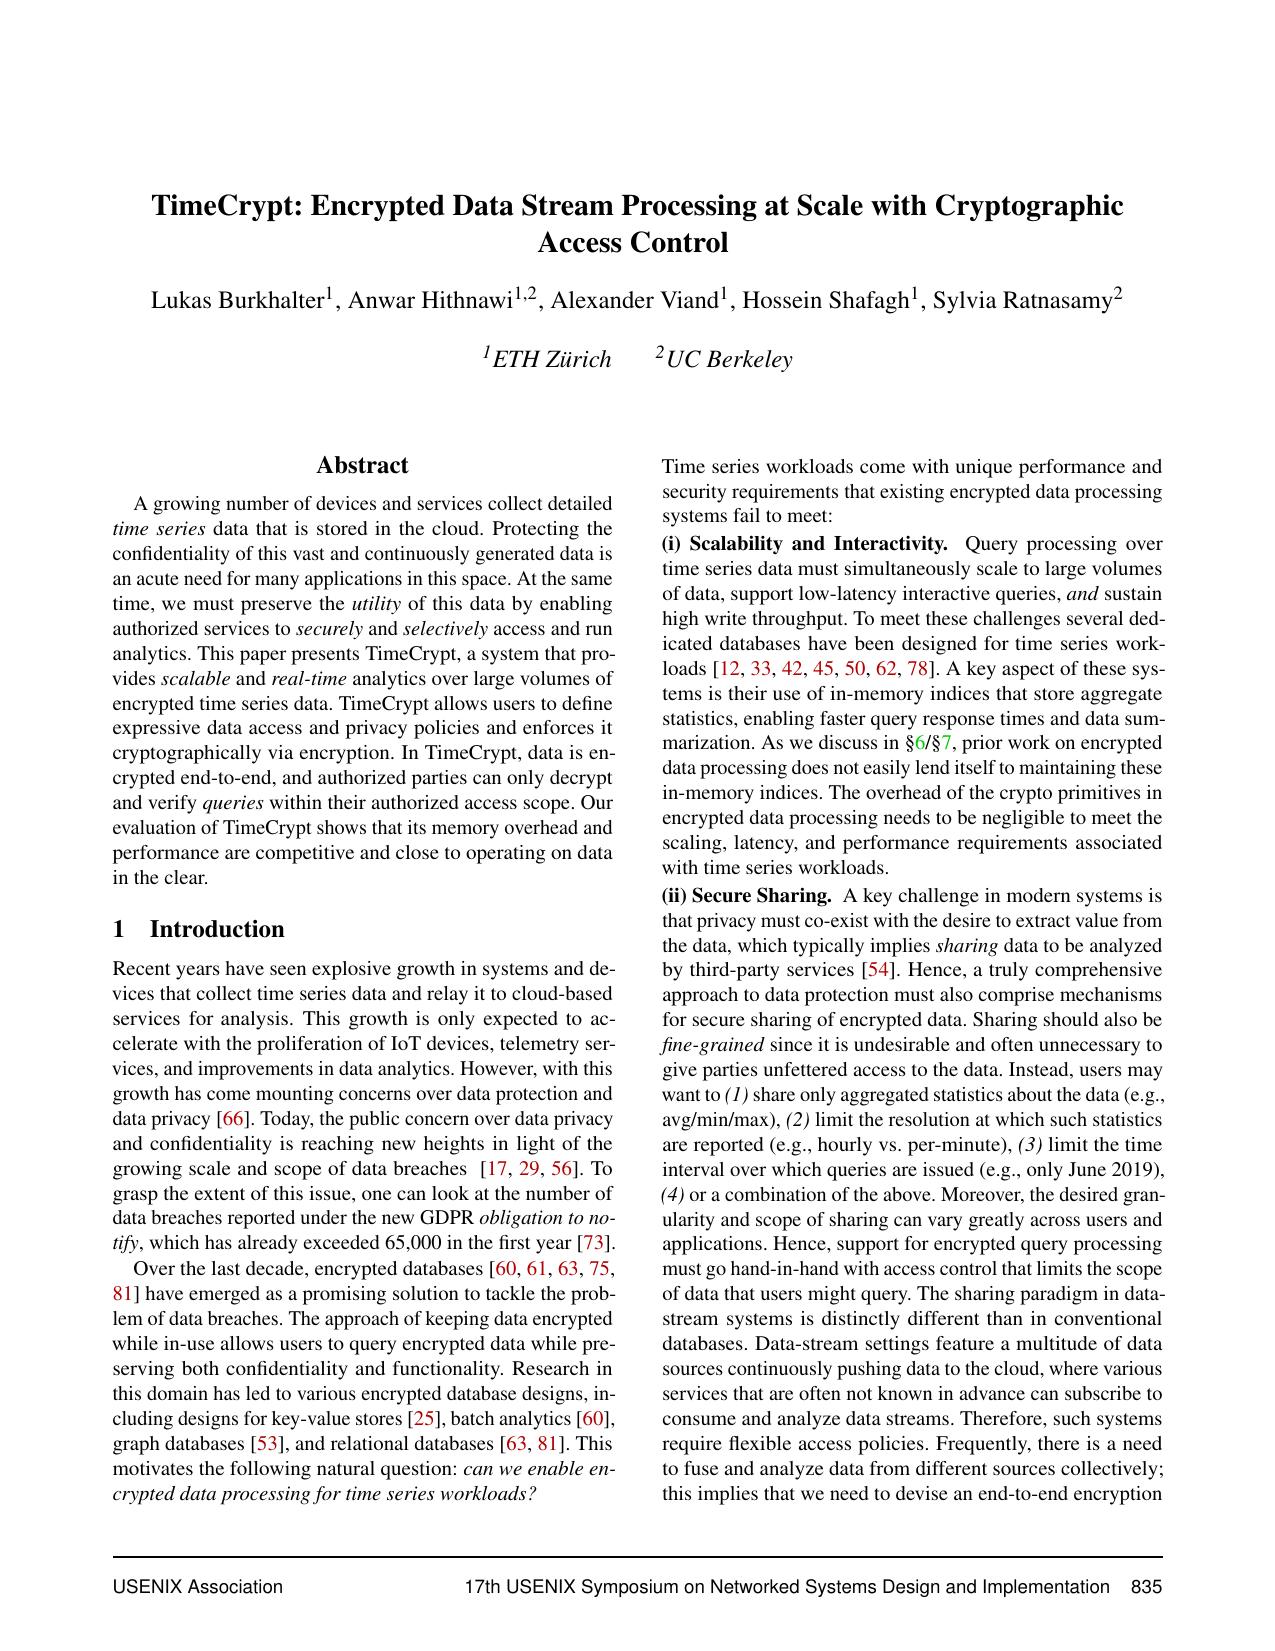 TimeCrypt: Encrypted Data Stream Processing at Scale with Cryptographic
Access Control
Lukas Burkhalter1, Anwar Hithnawi1,2, Alexander Viand1, Hossein Shafagh1, Sylvia Ratnasamy2
1ETH Zürich 2UC Berkeley
Abstract
A growing number of devices and services collect detailed
time series data that is stored in the cloud. Protecting the
confidentiality of this vast and continuously generated data is
an acute need for many applications in this space. At the same
time, we must preserve the utility of this data by enabling
authorized services to securely and selectively access and run
analytics. This paper presents TimeCrypt, a system that pro-
vides scalable and real-time analytics over large volumes of
encrypted time series data. TimeCrypt allows users to define
expressive data access and privacy policies and enforces it
cryptographically via encryption. In TimeCrypt, data is en-
crypted end-to-end, and authorized parties can only decrypt
and verify queries within their authorized access scope. Our
evaluation of TimeCrypt shows that its memory overhead and
performance are competitive and close to operating on data
in the clear.
1 Introduction
Recent years have seen explosive growth in systems and de-
vices that collect time series data and relay it to cloud-based
services for analysis. This growth is only expected to ac-
celerate with the proliferation of IoT devices, telemetry ser-
vices, and improvements in data analytics. However, with this
growth has come mounting concerns over data protection and
data privacy [66]. Today, the public concern over data privacy
and confidentiality is reaching new heights in light of the
growing scale and scope of data breaches [17, 29, 56]. To
grasp the extent of this issue, one can look at the number of
data breaches reported under the new GDPR obligation to no-
tify, which has already exceeded 65,000 in the first year [73].
Over the last decade, encrypted databases [60, 61, 63, 75,
81] have emerged as a promising solution to tackle the prob-
lem of data breaches. The approach of keeping data encrypted
while in-use allows users to query encrypted data while pre-
serving both confidentiality and functionality. Research in
this domain has led to various encrypted database designs, in-
cluding designs for key-value stores [25], batch analytics [60],
graph databases [53], and relational databases [63, 81]. This
motivates the following natural question: can we enable en-
crypted data processing for time series workloads?
Time series workloads come with unique performance and
security requirements that existing encrypted data processing
systems fail to meet:
(i) Scalability and Interactivity. Query processing over
time series data must simultaneously scale to large volumes
of data, support low-latency interactive queries, and sustain
high write throughput. To meet these challenges several ded-
icated databases have been designed for time series work-
loads [12, 33, 42, 45, 50, 62, 78]. A key aspect of these sys-
tems is their use of in-memory indices that store aggregate
statistics, enabling faster query response times and data sum-
marization. As we discuss in §6/§7, prior work on encrypted
data processing does not easily lend itself to maintaining these
in-memory indices. The overhead of the crypto primitives in
encrypted data processing needs to be negligible to meet the
scaling, latency, and performance requirements associated
with time series workloads.
(ii) Secure Sharing. A key challenge in modern systems is
that privacy must co-exist with the desire to extract value from
the data, which typically implies sharing data to be analyzed
by third-party services [54]. Hence, a truly comprehensive
approach to data protection must also comprise mechanisms
for secure sharing of encrypted data. Sharing should also be
fine-grained since it is undesirable and often unnecessary to
give parties unfettered access to the data. Instead, users may
want to (1) share only aggregated statistics about the data (e.g.,
avg/min/max), (2) limit the resolution at which such statistics
are reported (e.g., hourly vs. per-minute), (3) limit the time
interval over which queries are issued (e.g., only June 2019),
(4) or a combination of the above. Moreover, the desired gran-
ularity and scope of sharing can vary greatly across users and
applications. Hence, support for encrypted query processing
must go hand-in-hand with access control that limits the scope
of data that users might query. The sharing paradigm in data-
stream systems is distinctly different than in conventional
databases. Data-stream settings feature a multitude of data
sources continuously pushing data to the cloud, where various
services that are often not known in advance can subscribe to
consume and analyze data streams. Therefore, such systems
require flexible access policies. Frequently, there is a need
to fuse and analyze data from different sources collectively;
this implies that we need to devise an end-to-end encryption
USENIX Association 17th USENIX Symposium on Networked Systems Design and Implementation 835